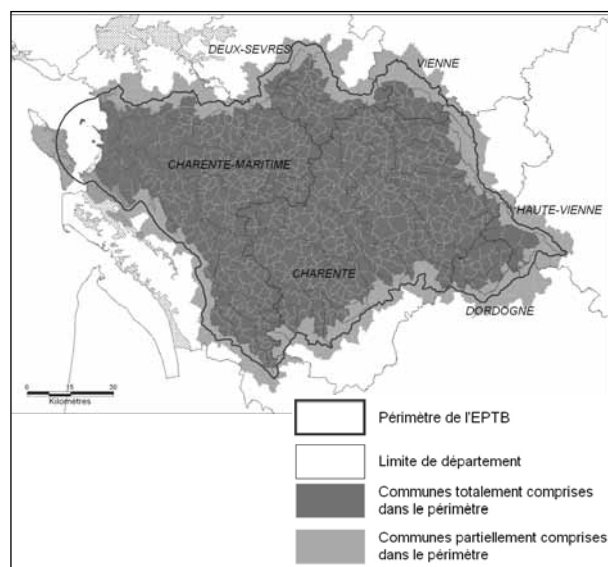 DEUX-SEVRES
VIENNE
CHARENTE-MARITIME
HAUTE-VIENNE
CHARENTE
DORDOGNE
0 15 30
Kilomètres
Périmètre de l'EPTB
Limite de département
Communes totalement comprises
dans le périmètre
Communes partiellement comprises
dans le périmètre